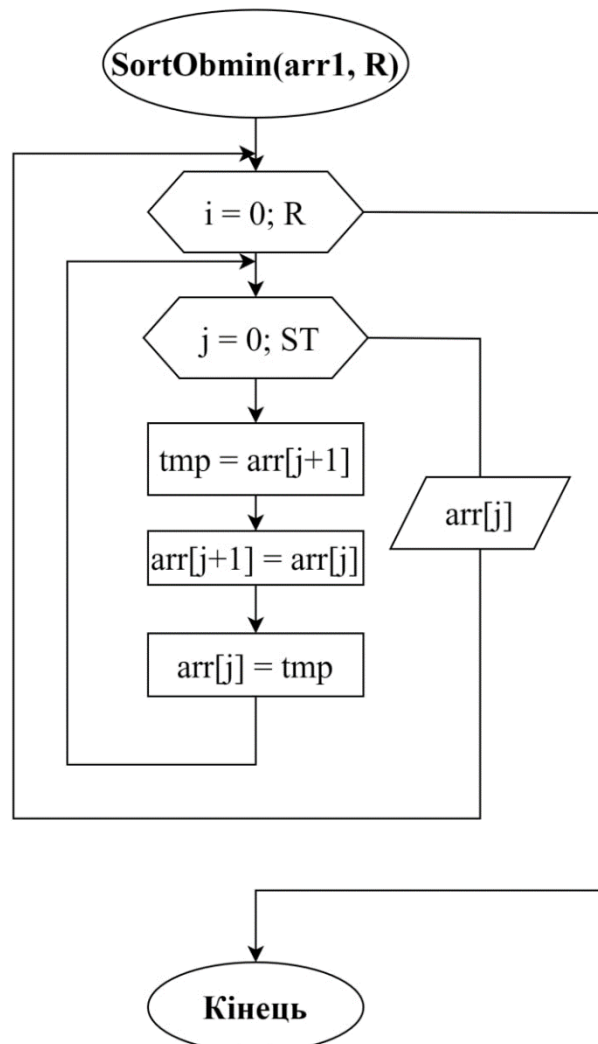 SortObmin(arr1, R)
i = 0; R
j = 0; ST
tmp = arr[j+1]
arr[j+1] = arr[j]
arr[j] = tmp
arr[j]
Кінець